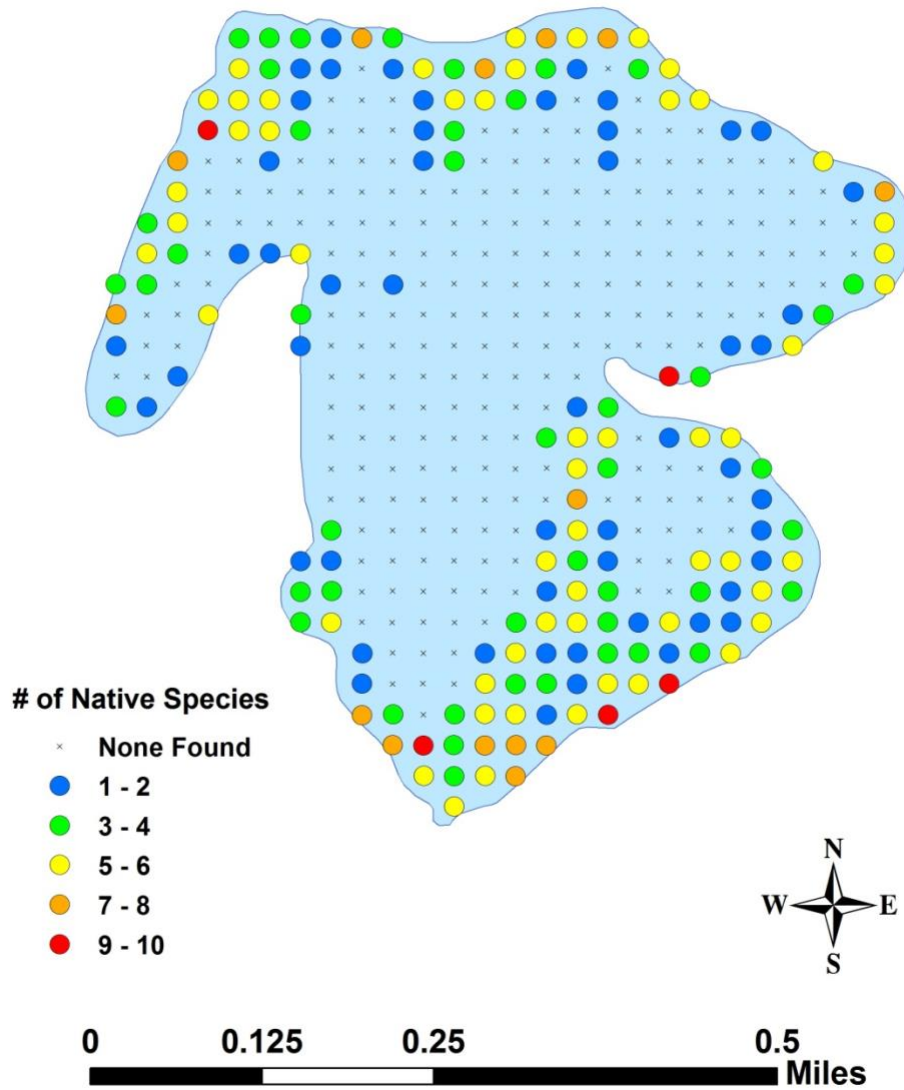 # of Native Species
None Found
1 - 2
3 - 4
5 - 6
7 - 8
9 - 10
N
W E
S
0 0.125 0.25 0.5
Miles